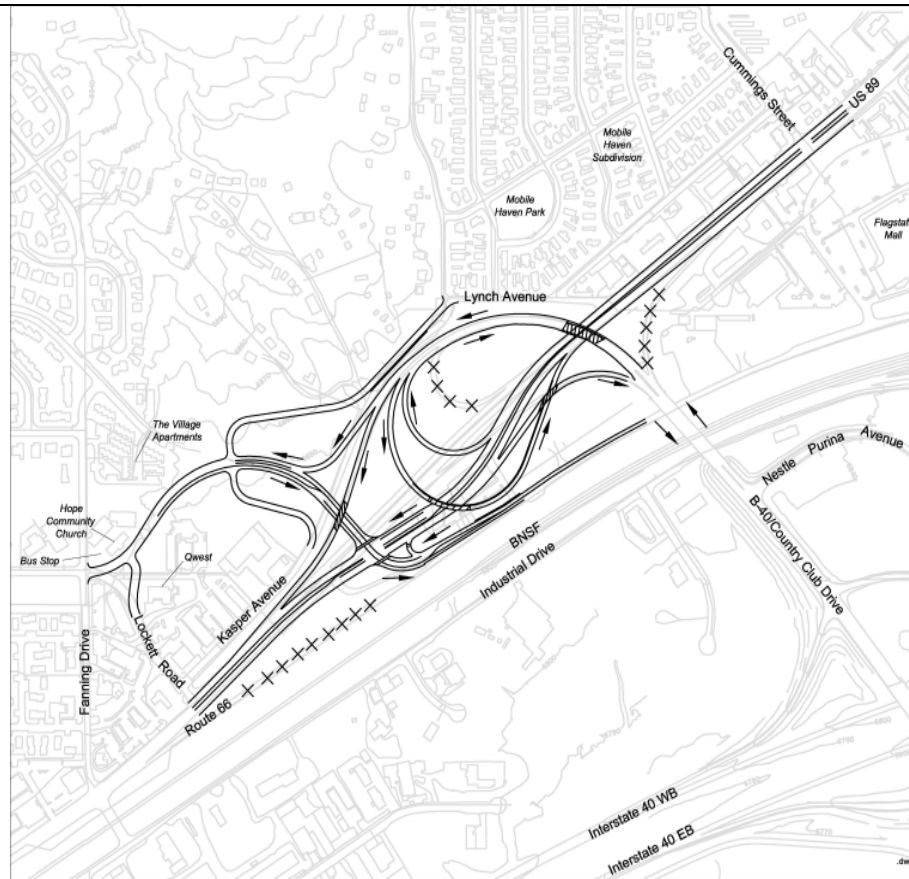 Cummings Street
US 89
Mobile
Haven
Subdivision
Mobile
Haven Park
Flagstaf
Mall
Lynch Avenue
The Village
Apartments
Nestle Purina Avenue
Hope
Community
Church
Bus Stop
Qwest
BNSF
Industrial Drive
B-40/Country Club Drive
Kasper Avenue
Lockett Road
Fanning Drive
Route 66
Interstate 40 WB
Interstate 40 EB
.dw